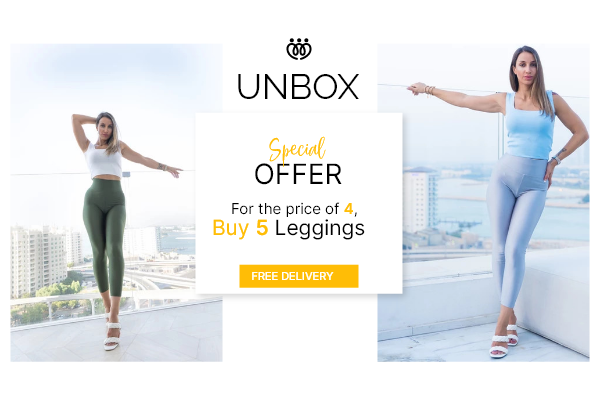 UNBOX
Special
OFFER
For the price of 4,
Buy 5 Leggings
FREE DELIVERY